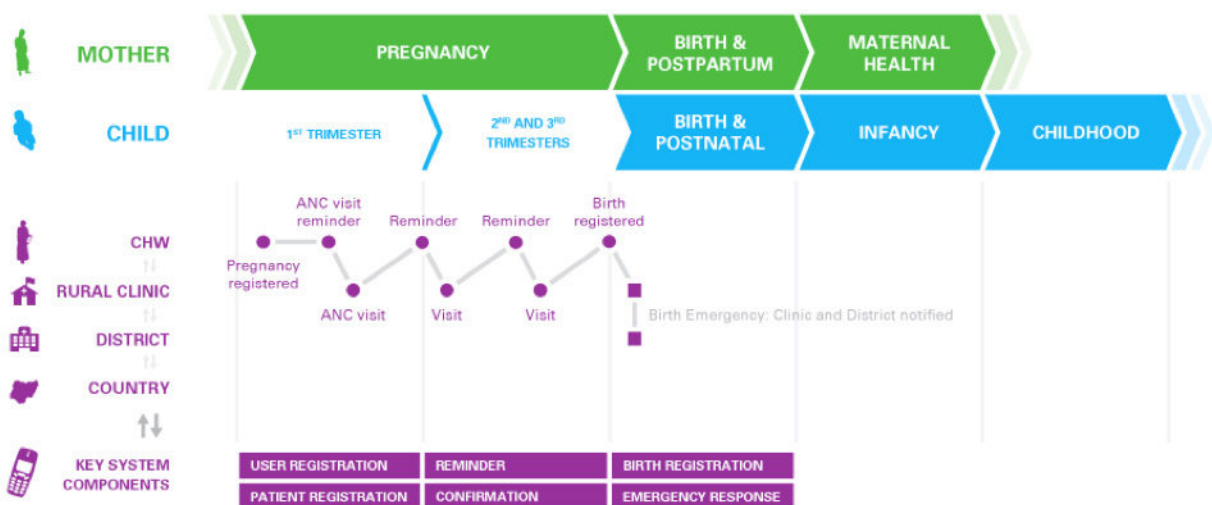 MOTHER
PREGNANCY
BIRTH &
POSTPARTUM
MATERNAL
HEALTH
CHILD
1ST TRIMESTER
2ND AND 3RD
TRIMESTERS
BIRTH &
POSTNATAL
INFANCY
CHILDHOOD
CHW
Pregnancy
registered
ANC visit
reminder
Reminder
Reminder
Birth
registered
RURAL CLINIC
ANC visit
Visit
Visit
Birth Emergency: Clinic and District notified
DISTRICT
COUNTRY
KEY SYSTEM
COMPONENTS
USER REGISTRATION
REMINDER
BIRTH REGISTRATION
PATIENT REGISTRATION
CONFIRMATION
EMERGENCY RESPONSE